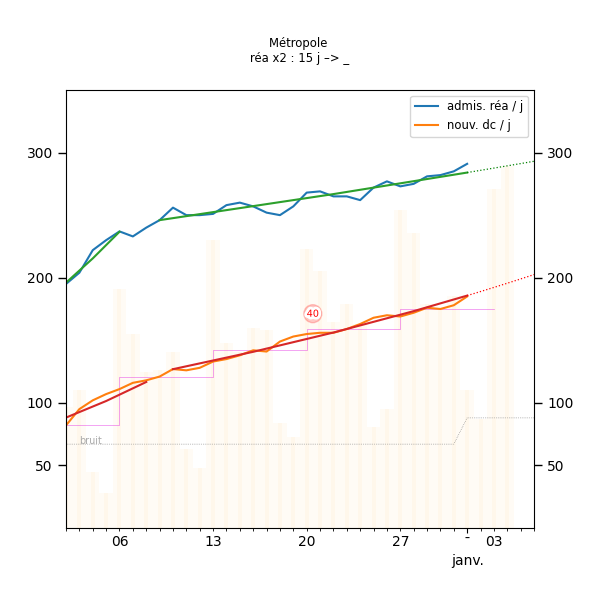 Métropole
réa x2 : 15 j –> _
admis. réa / j
nouv. dc / j
300
300
200
200
40
100
100
bruit
50
50
06
13
20
27
-
03
janv.